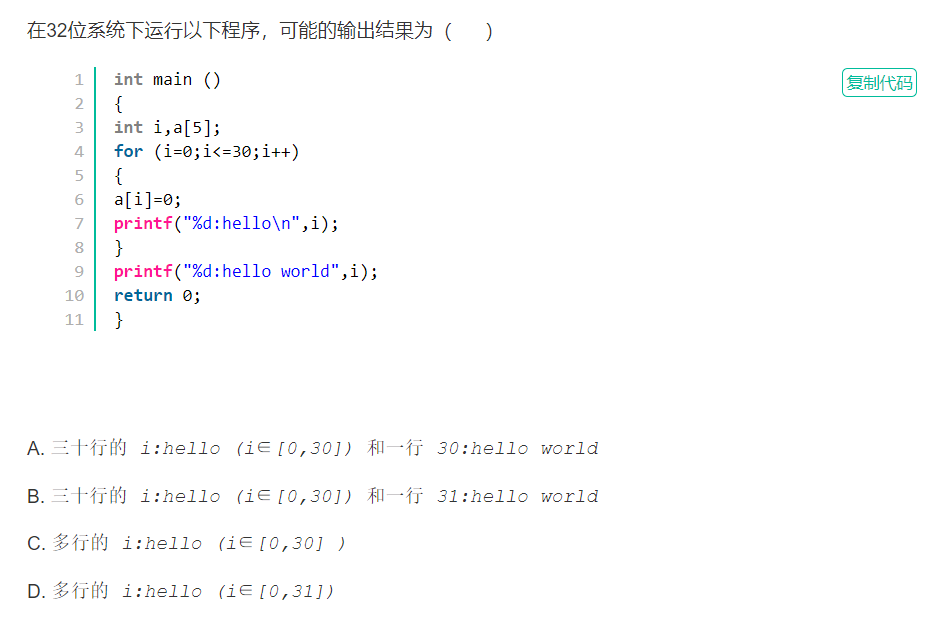 在32位系统下运行以下程序，可能的输出结果为（　　）
复制代码
1 int main ()
2 {
3 int i,a[5];
4 for (i=0;i<=30;i++)
5 {
6 a[i]=0;
7 printf("%d:hello\n",i);
8 }
9 printf("%d:hello world",i);
10 return 0;
11 }
A. 三十行的 i:hello (i∈[0,30]) 和一行 30:hello world
B. 三十行的 i:hello (i∈[0,30]) 和一行 31:hello world
C. 多行的 i:hello (i∈[0,30] )
D. 多行的 i:hello (i∈[0,31])